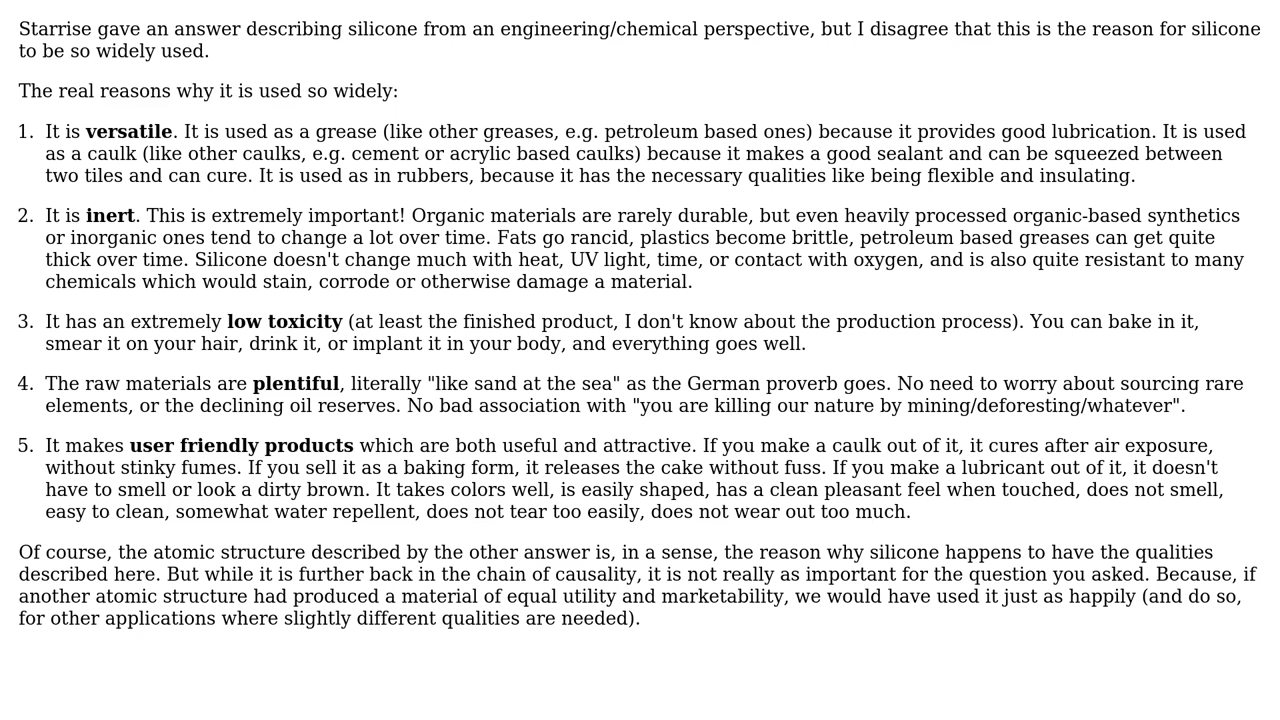 Starrise gave an answer describing silicone from an engineering/chemical perspective, but I disagree that this is the reason for silicone
to be so widely used.
The real reasons why it is used so widely:
1. It is versatile. It is used as a grease (like other greases, e.g. petroleum based ones) because it provides good lubrication. It is used
as a caulk (like other caulks, e.g. cement or acrylic based caulks) because it makes a good sealant and can be squeezed between
two tiles and can cure. It is used as in rubbers, because it has the necessary qualities like being flexible and insulating.
2. It is inert. This is extremely important! Organic materials are rarely durable, but even heavily processed organic-based synthetics
or inorganic ones tend to change a lot over time. Fats go rancid, plastics become brittle, petroleum based greases can get quite
thick over time. Silicone doesn't change much with heat, UV light, time, or contact with oxygen, and is also quite resistant to many
chemicals which would stain, corrode or otherwise damage a material.
3. It has an extremely low toxicity (at least the finished product, I don't know about the production process). You can bake in it,
smear it on your hair, drink it, or implant it in your body, and everything goes well.
4. The raw materials are plentiful, literally "like sand at the sea" as the German proverb goes. No need to worry about sourcing rare
elements, or the declining oil reserves. No bad association with "you are killing our nature by mining/deforesting/whatever".
5. It makes user friendly products which are both useful and attractive. If you make a caulk out of it, it cures after air exposure,
without stinky fumes. If you sell it as a baking form, it releases the cake without fuss. If you make a lubricant out of it, it doesn't
have to smell or look a dirty brown. It takes colors well, is easily shaped, has a clean pleasant feel when touched, does not smell,
easy to clean, somewhat water repellent, does not tear too easily, does not wear out too much.
Of course, the atomic structure described by the other answer is, in a sense, the reason why silicone happens to have the qualities
described here. But while it is further back in the chain of causality, it is not really as important for the question you asked. Because, if
another atomic structure had produced a material of equal utility and marketability, we would have used it just as happily (and do so,
for other applications where slightly different qualities are needed).